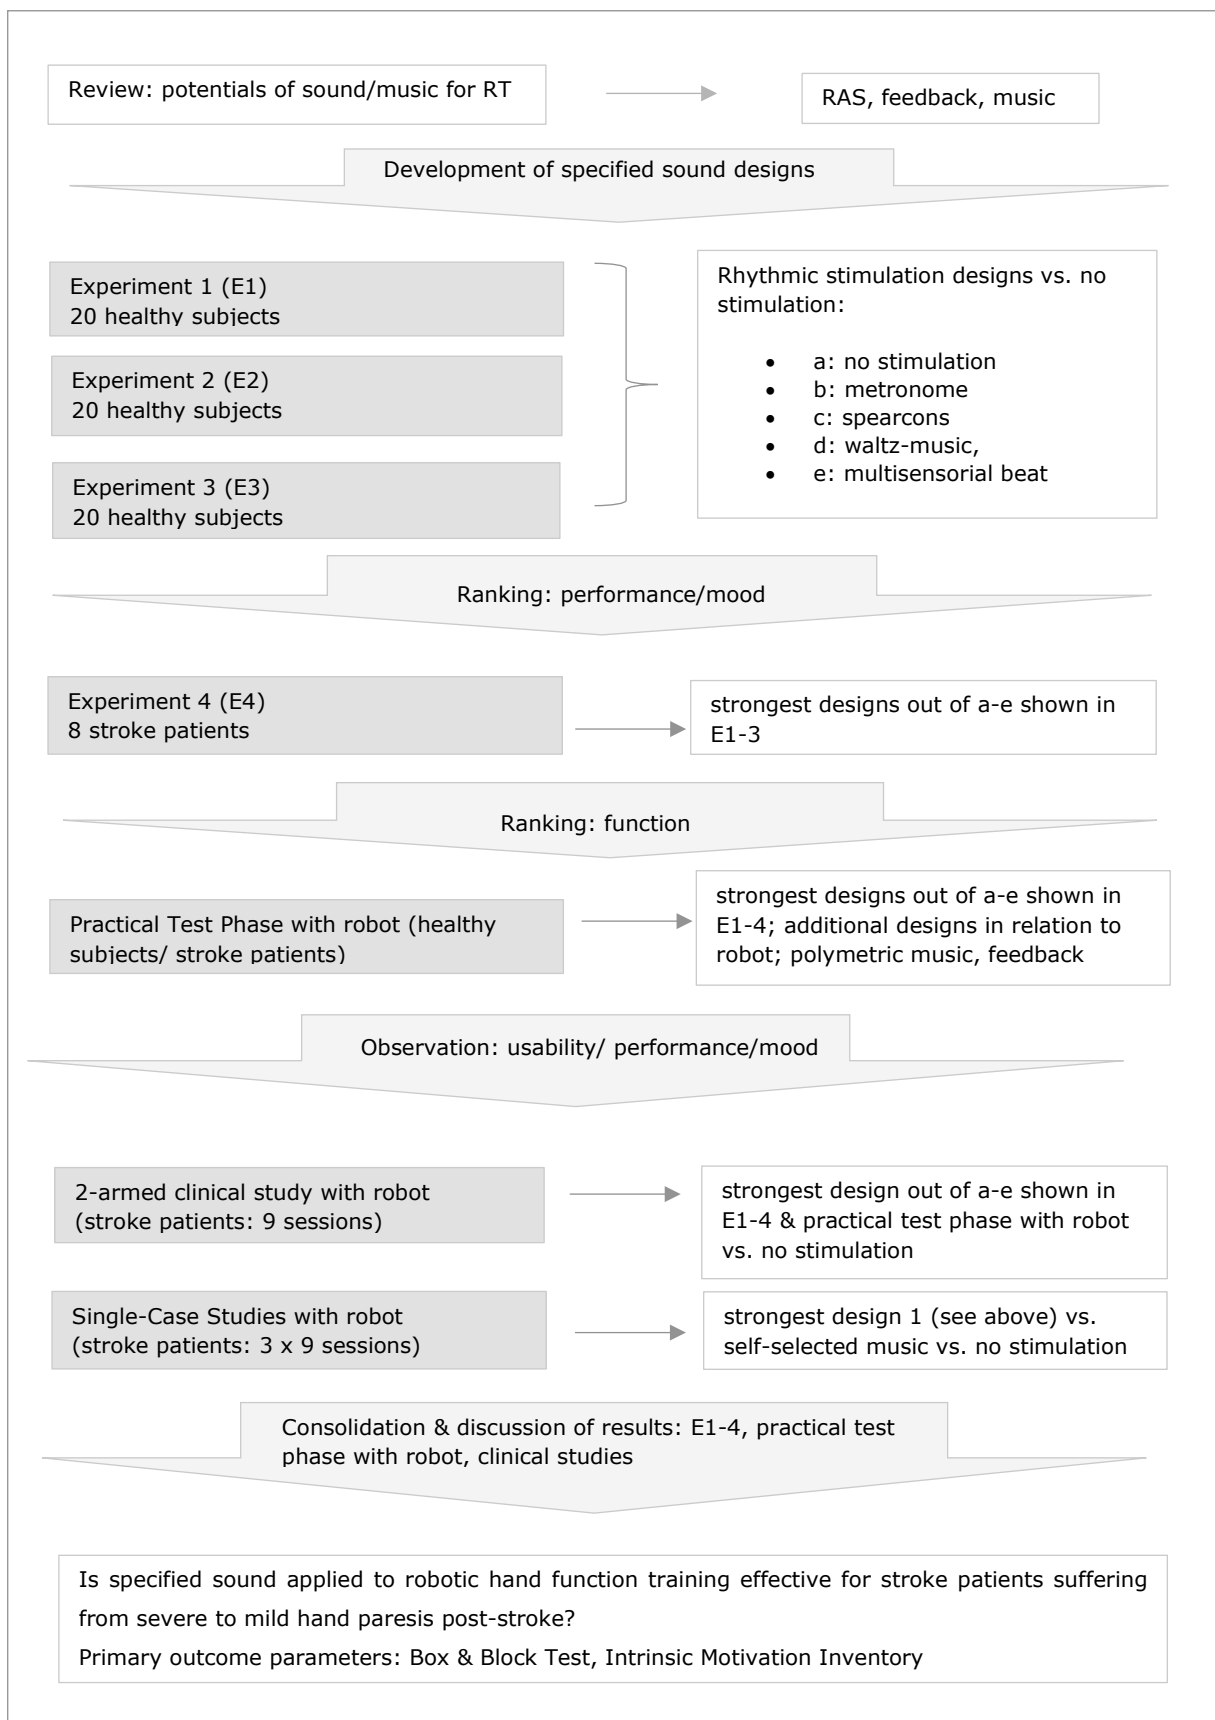 Review: potentials of sound/music for RT
RAS, feedback, music
Development of specified sound designs
Experiment 1 (E1)
20 healthy subjects
Experiment 2 (E2)
20 healthy subjects
Experiment 3 (E3)
20 healthy subjects
Rhythmic stimulation designs vs. no
stimulation:
• a: no stimulation
• b: metronome
• c: spearcons
• d: waltz-music,
• e: multisensorial beat
Ranking: performance/mood
Experiment 4 (E4)
8 stroke patients
strongest designs out of a-e shown in
E1-3
Ranking: function
Practical Test Phase with robot (healthy
subjects/ stroke patients)
strongest designs out of a-e shown in
E1-4; additional designs in relation to
robot; polymetric music, feedback
Observation: usability/ performance/mood
2-armed clinical study with robot
(stroke patients: 9 sessions)
strongest design out of a-e shown in
E1-4 & practical test phase with robot
vs. no stimulation
Single-Case Studies with robot
(stroke patients: 3 x 9 sessions)
strongest design 1 (see above) vs.
self-selected music vs. no stimulation
Consolidation & discussion of results: E1-4, practical test
phase with robot, clinical studies
Is specified sound applied to robotic hand function training effective for stroke patients suffering
from severe to mild hand paresis post-stroke?
Primary outcome parameters: Box & Block Test, Intrinsic Motivation Inventory